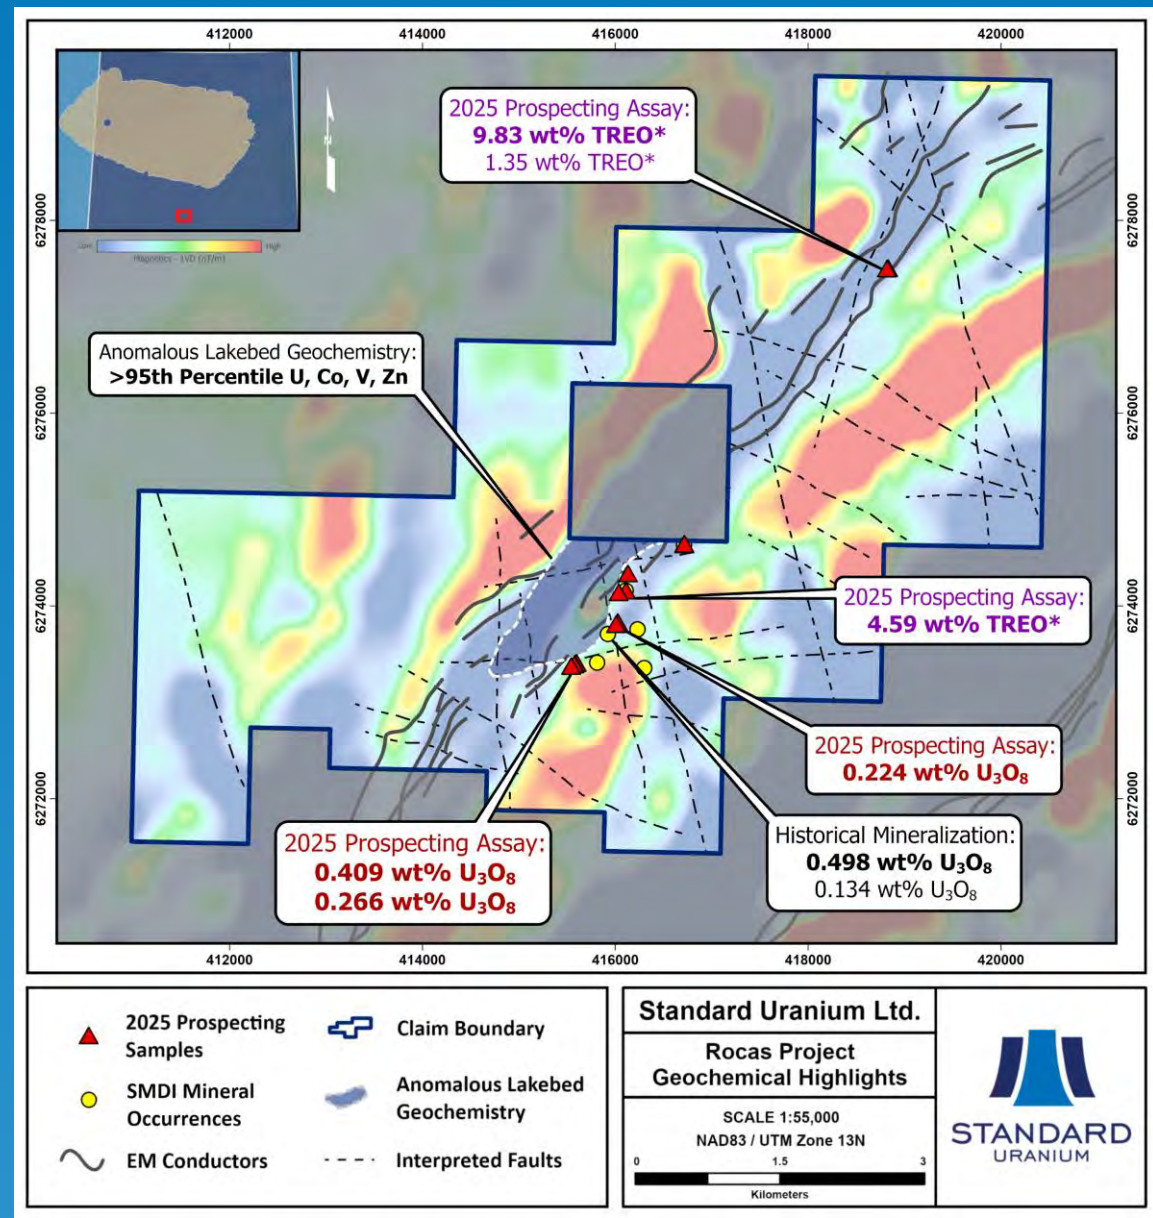 412000
414000
416000
418000
420000
2025 Prospecting Assay:
9.83 wt% TREO*
1.35 wt% TREO*
6278000
6278000
Low
High
Magnetics - 1VD (nT/m)
Anomalous Lakebed Geochemistry:
>95th Percentile U, Co, V, Zn
6276000
6276000
6274000
6274000
2025 Prospecting Assay:
4.59 wt% TREO*
2025 Prospecting Assay:
0.224 wt% U₃O₈
6272000
6272000
2025 Prospecting Assay:
0.409 wt% U₃O₈
0.266 wt% U₃O₈
Historical Mineralization:
0.498 wt% U₃O₈
0.134 wt% U₃O₈
412000
414000
416000
418000
420000
2025 Prospecting
Samples
Claim Boundary
SMDI Mineral
Occurrences
Anomalous Lakebed
Geochemistry
EM Conductors
Interpreted Faults
Standard Uranium Ltd.
Rocas Project
Geochemical Highlights
SCALE 1:55,000
NAD83 / UTM Zone 13N
0
1.5
3
Kilometers
STANDARD
URANIUM